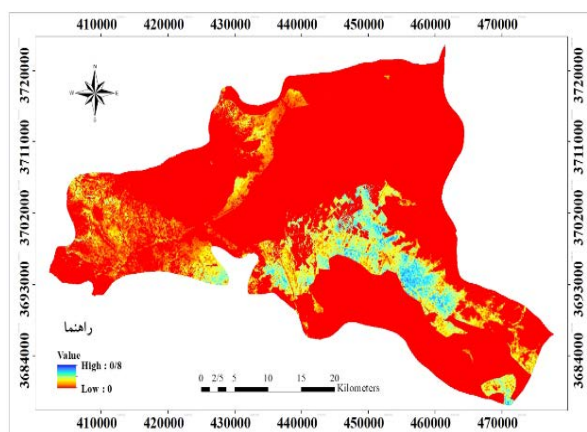 410000 420000 430000 440000 450000 460000 470000
3720000
3711000
3702000
3693000
3684000
3720000
3711000
3702000
3693000
3684000
N
W E
S
راهنما
Value
High : 0/8
Low : 0
0 2/5 5 10 15 20
Kilometers
410000 420000 430000 440000 450000 460000 470000